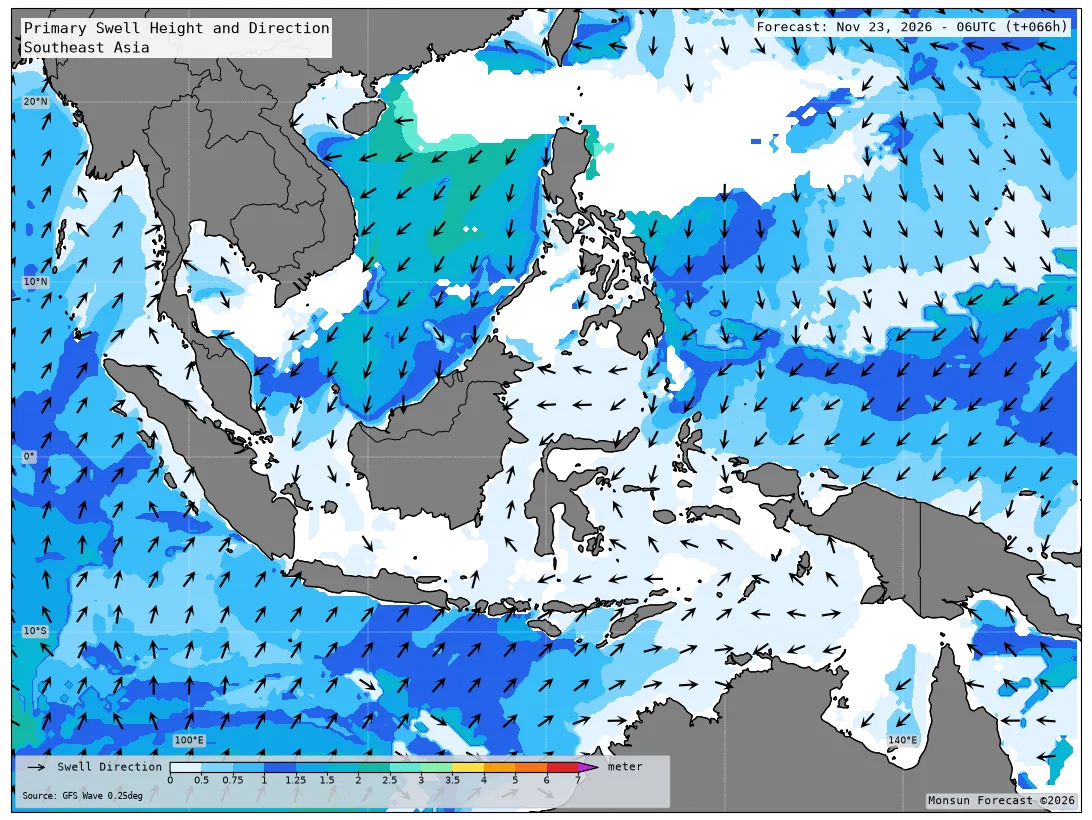 Primary Swell Height and Direction
Southeast Asia
Forecast: Nov 23, 2026 - 06UTC (t+066h)
20°N
10°N
0°
10°S
100°E
140°E
Swell Direction
0 0.5 0.75 1 1.25 1.5 2 2.5 3 3.5 4 5 6 7
meter
Source: GFS Wave 0.25deg
Monsun Forecast ©2026